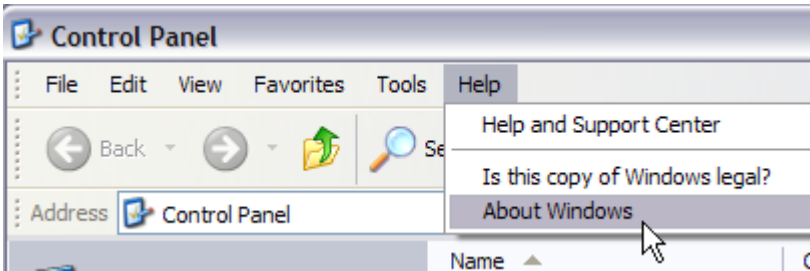 Control Panel
File Edit View Favorites Tools Help
Help and Support Center
Back
Is this copy of Windows legal?
Address Control Panel
About Windows
Name